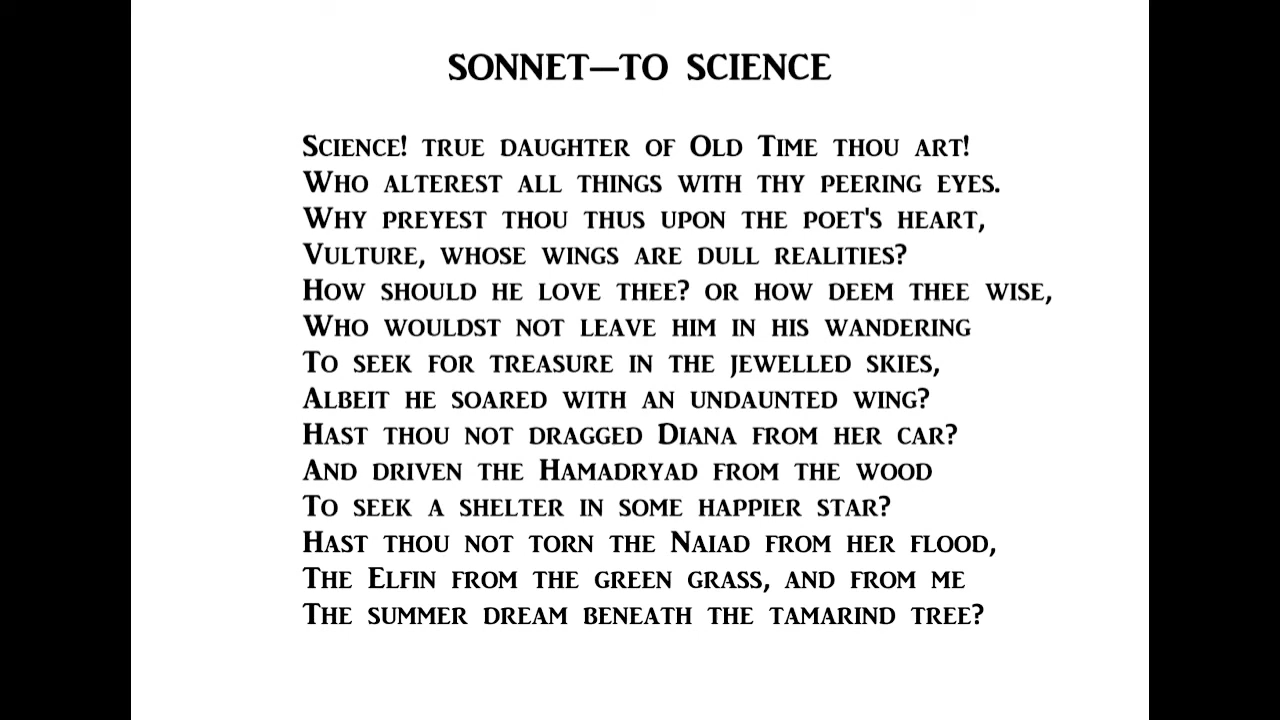 SONNET—TO SCIENCE
Science! true daughter of Old Time thou art!
Who alterest all things with thy peering eyes.
Why preyest thou thus upon the poet's heart,
Vulture, whose wings are dull realities?
How should he love thee? or how deem thee wise,
Who wouldst not leave him in his wandering
To seek for treasure in the jewelled skies,
Albeit he soared with an undaunted wing?
Hast thou not dragged Diana from her car?
And driven the Hamadryad from the wood
To seek a shelter in some happier star?
Hast thou not torn the Naiad from her flood,
The Elfin from the green grass, and from me
The summer dream beneath the tamarind tree?